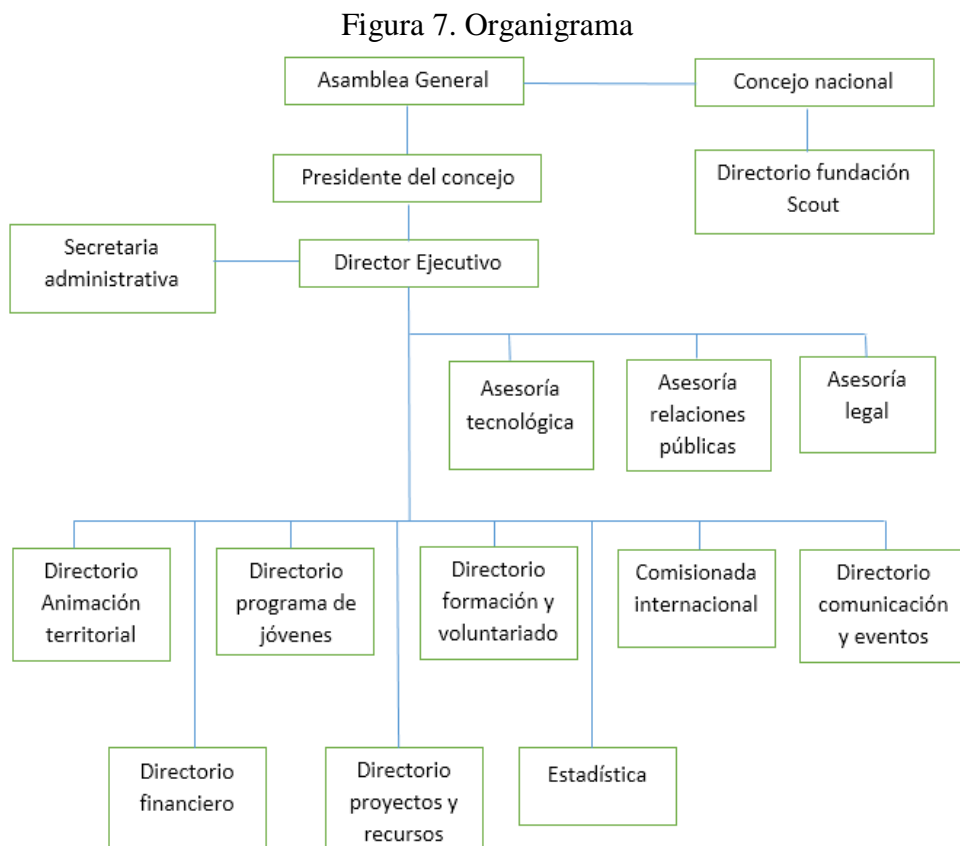 Figura 7. Organigrama
Asamblea General
Concejo nacional
Presidente del concejo
Directorio fundación
Scout
Secretaria
administrativa
Director Ejecutivo
Asesoría
tecnológica
Asesoría
relaciones
públicas
Asesoría
legal
Directorio
Animación
territorial
Directorio
programa de
jóvenes
Directorio
formación y
voluntariado
Comisionada
internacional
Directorio
comunicación
y eventos
Directorio
financiero
Directorio
proyectos y
recursos
Estadística